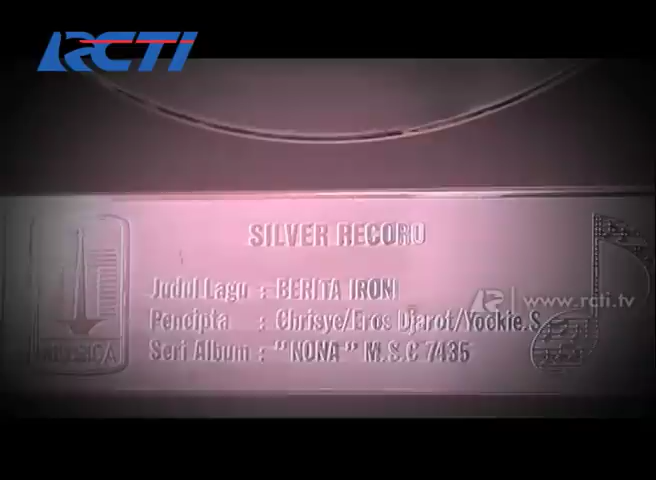 RCTI
SILVER RECORD
Judul Lagu : BERITA IRONI
Pencipta : Chrisye/Eros Djarot/Yockie.S
Seri Album : "NONA" M.S.C 7435
www.rcti.tv
MUSICA